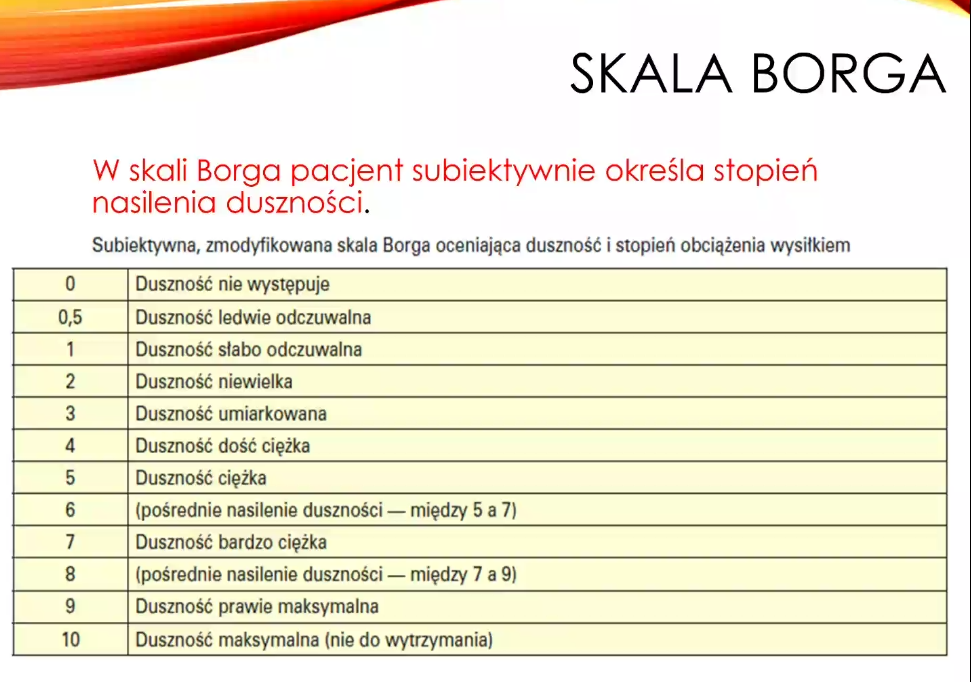 SKALA BORGA
W skali Borga pacjent subiektywnie określa stopień
nasilenia duszności.
Subiektywna, zmodyfikowana skala Borga oceniająca duszność i stopień obciążenia wysiłkiem
0 Duszność nie występuje
0,5 Duszność ledwie odczuwalna
1 Duszność słabo odczuwalna
2 Duszność niewielka
3 Duszność umiarkowana
4 Duszność dość ciężka
5 Duszność ciężka
6 (pośrednie nasilenie duszności — między 5 a 7)
7 Duszność bardzo ciężka
8 (pośrednie nasilenie duszności — między 7 a 9)
9 Duszność prawie maksymalna
10 Duszność maksymalna (nie do wytrzymania)